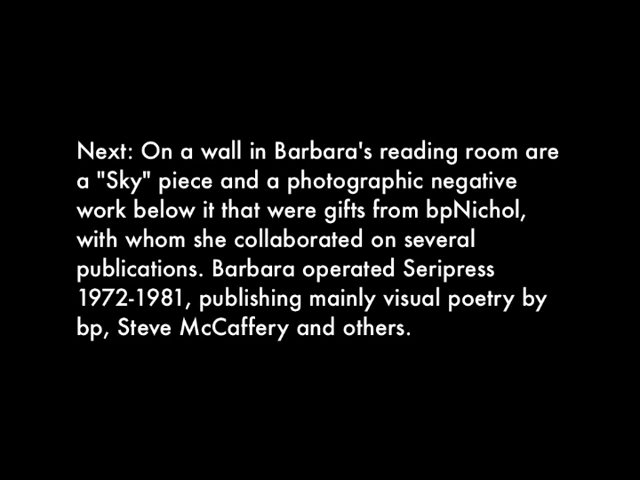 Next: On a wall in Barbara's reading room are
a "Sky" piece and a photographic negative
work below it that were gifts from bpNichol,
with whom she collaborated on several
publications. Barbara operated Seripress
1972-1981, publishing mainly visual poetry by
bp, Steve McCaffery and others.